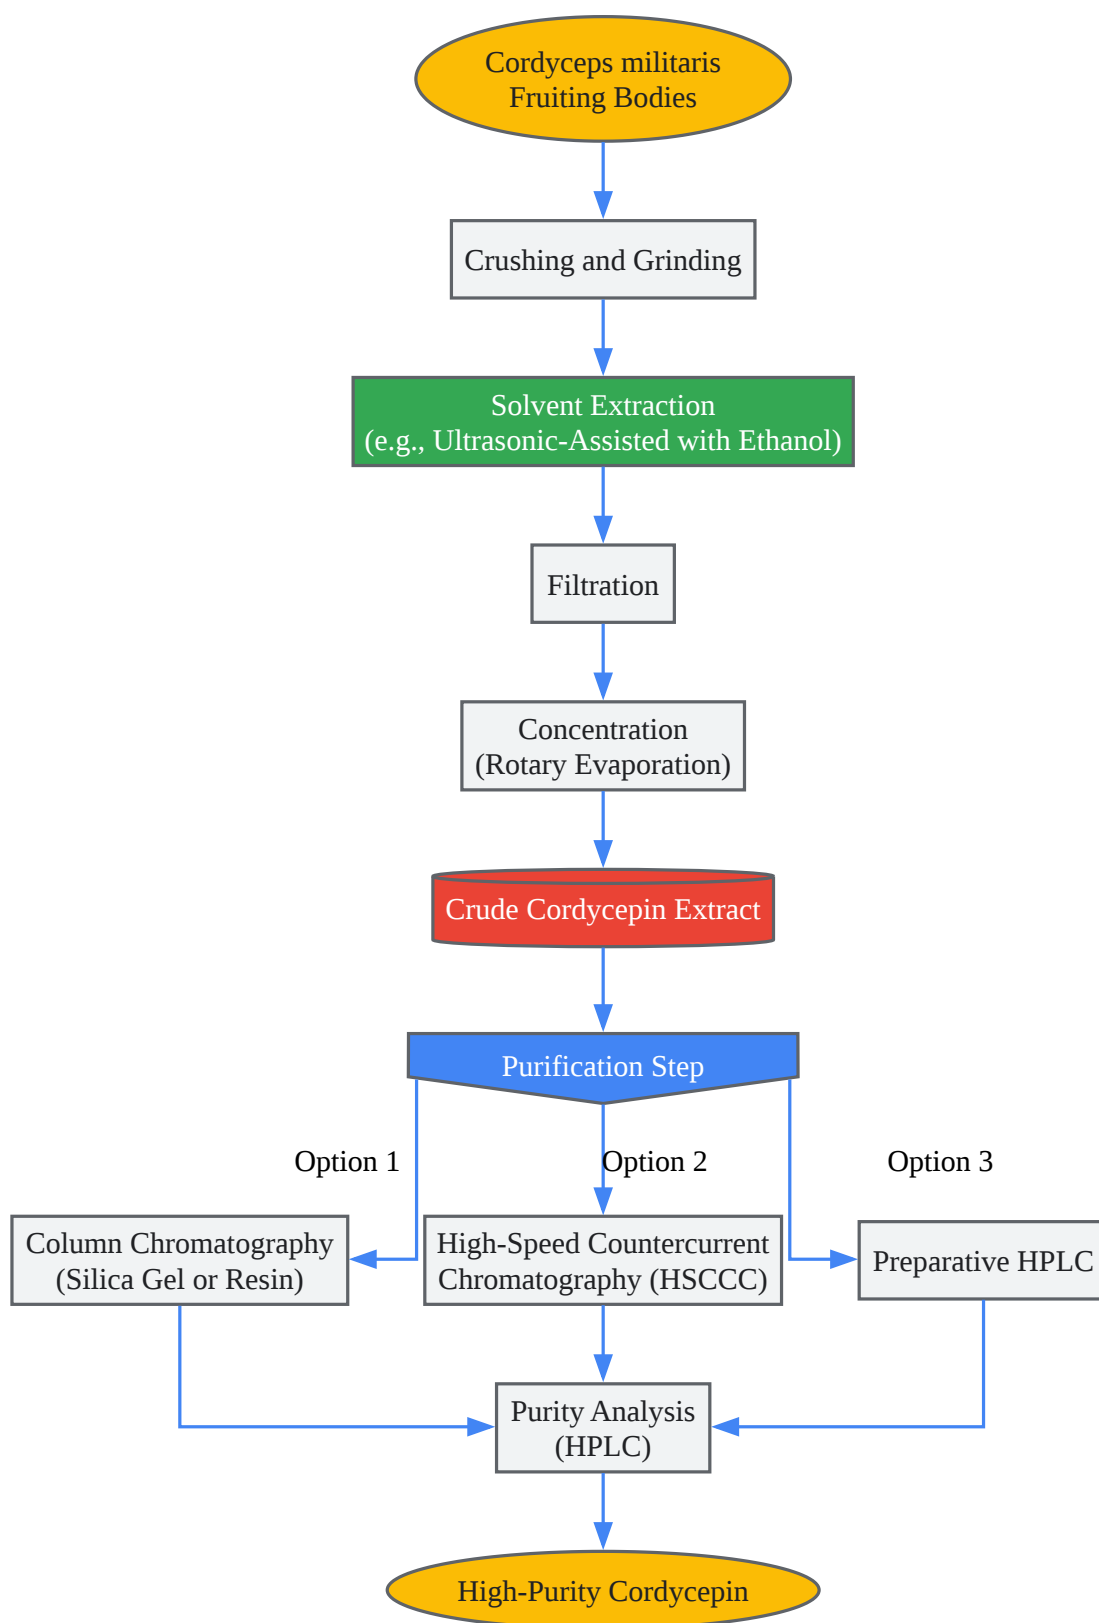 Cordyceps militaris
Fruiting Bodies
Crushing and Grinding
Solvent Extraction
(e.g., Ultrasonic-Assisted with Ethanol)
Filtration
Concentration
(Rotary Evaporation)
Crude Cordycepin Extract
Purification Step
Option 1
Option 2
Option 3
Column Chromatography
(Silica Gel or Resin)
High-Speed Countercurrent
Chromatography (HSCCC)
Preparative HPLC
Purity Analysis
(HPLC)
High-Purity Cordycepin